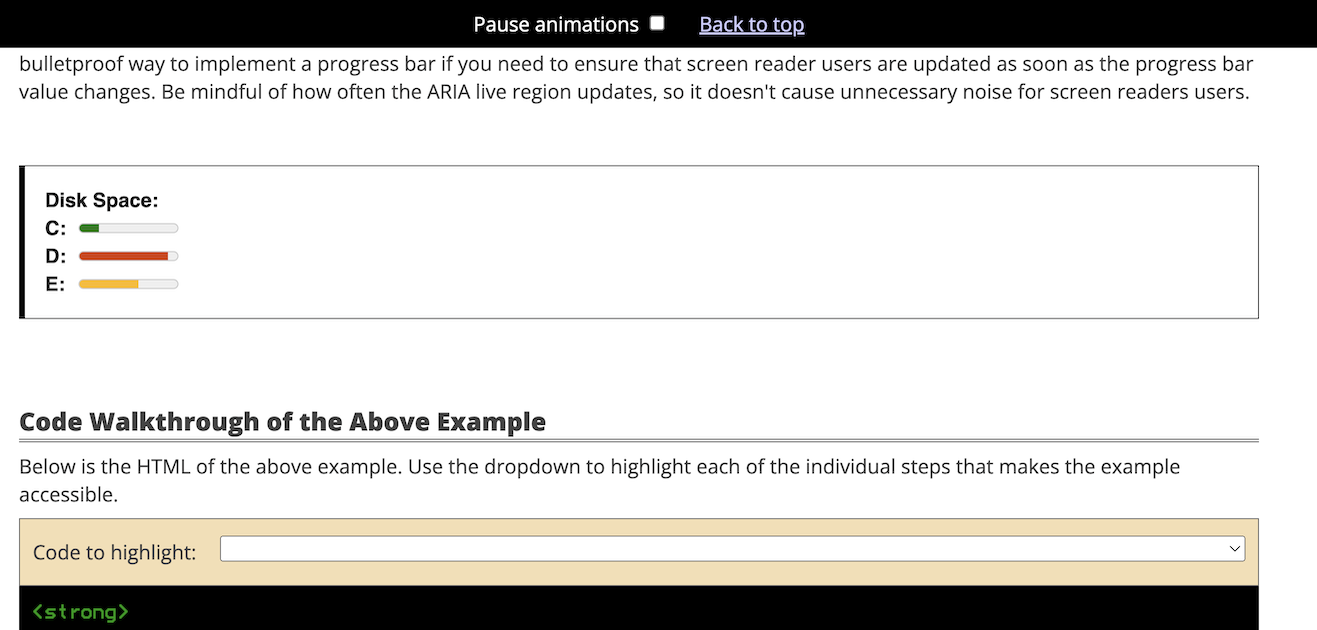 Pause animations Back to top
bulletproof way to implement a progress bar if you need to ensure that screen reader users are updated as soon as the progress bar
value changes. Be mindful of how often the ARIA live region updates, so it doesn't cause unnecessary noise for screen readers users.
Disk Space:
C:
D:
E:
Code Walkthrough of the Above Example
Below is the HTML of the above example. Use the dropdown to highlight each of the individual steps that makes the example
accessible.
Code to highlight:
<strong>